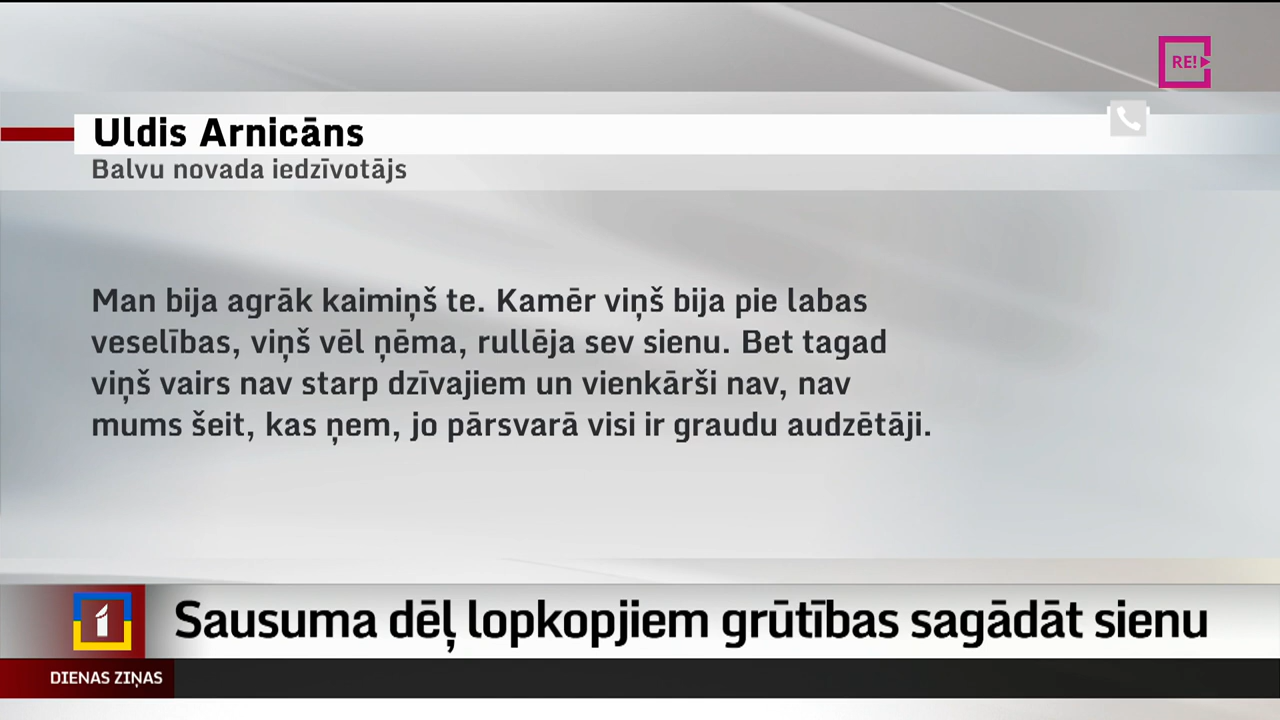 RE!
Uldis Arnicāns
Balvu novada iedzīvotājs
Man bija agrāk kaimiņš te. Kamēr viņš bija pie labas
veselības, viņš vēl ņēma, rullēja sev sienu. Bet tagad
viņš vairs nav starp dzīvajiem un vienkārši nav, nav
mums šeit, kas ņem, jo pārsvarā visi ir graudu audzētāji.
1
Sausuma dēļ lopkopjiem grūtības sagādāt sienu
DIENAS ZIŅAS